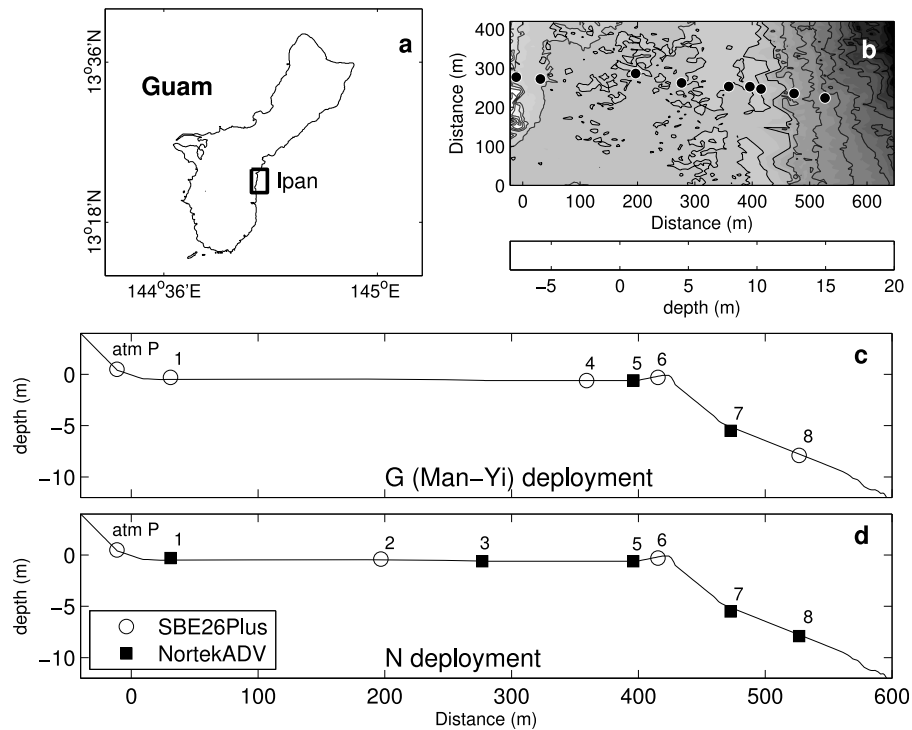 a
Guam
Ipan
13°36'N
13°18'N
144°36'E
145°E
b
Distance (m)
400
300
200
100
0
0
100
200
300
400
500
600
Distance (m)
−5
0
5
10
15
20
depth (m)
c
depth (m)
0
−5
−10
atm P
1
4
5
6
7
8
G (Man−Yi) deployment
d
depth (m)
0
−5
−10
atm P
1
2
3
5
6
7
8
SBE26Plus
NortekADV
N deployment
0
100
200
300
400
500
600
Distance (m)